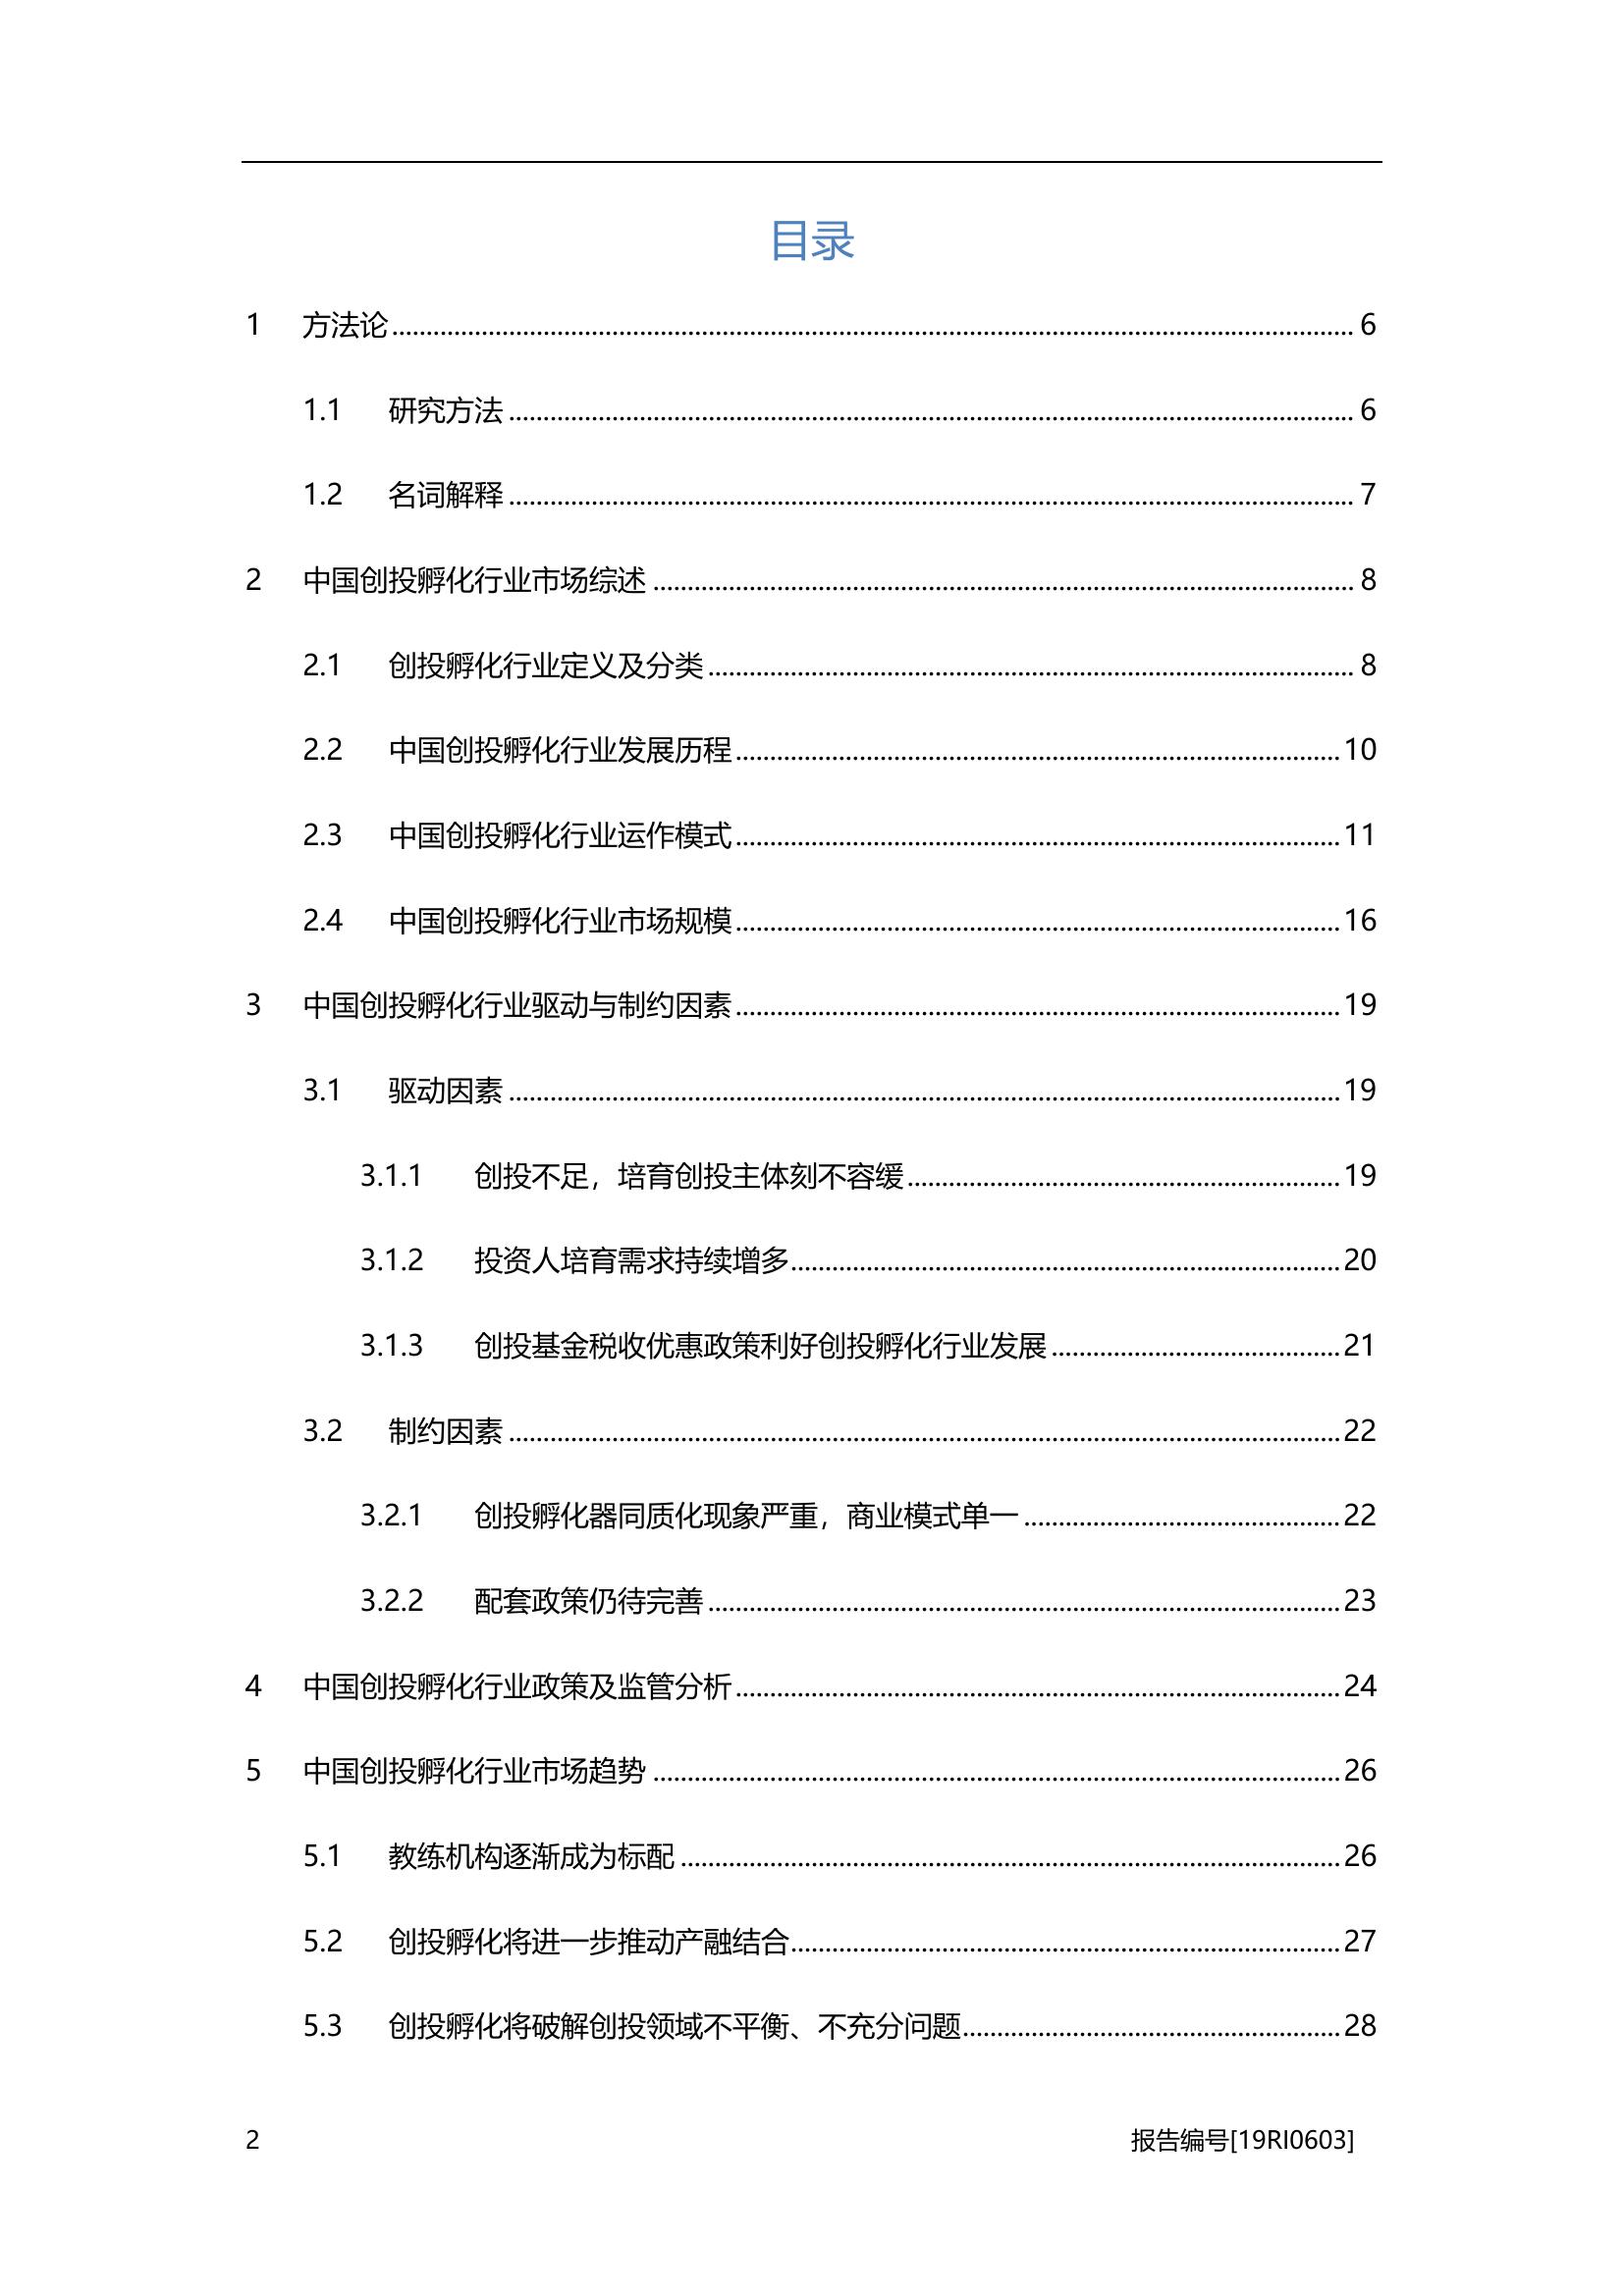 目录
1 方法论 6
1.1 研究方法 6
1.2 名词解释 7
2 中国创投孵化行业市场综述 8
2.1 创投孵化行业定义及分类 8
2.2 中国创投孵化行业发展历程 10
2.3 中国创投孵化行业运作模式 11
2.4 中国创投孵化行业市场规模 16
3 中国创投孵化行业驱动与制约因素 19
3.1 驱动因素 19
3.1.1 创投不足，培育创投主体刻不容缓 19
3.1.2 投资人培育需求持续增多 20
3.1.3 创投基金税收优惠政策利好创投孵化行业发展 21
3.2 制约因素 22
3.2.1 创投孵化器同质化现象严重，商业模式单一 22
3.2.2 配套政策仍待完善 23
4 中国创投孵化行业政策及监管分析 24
5 中国创投孵化行业市场趋势 26
5.1 教练机构逐渐成为标配 26
5.2 创投孵化将进一步推动产融结合 27
5.3 创投孵化将破解创投领域不平衡、不充分问题 28
2 报告编号[19RI0603]